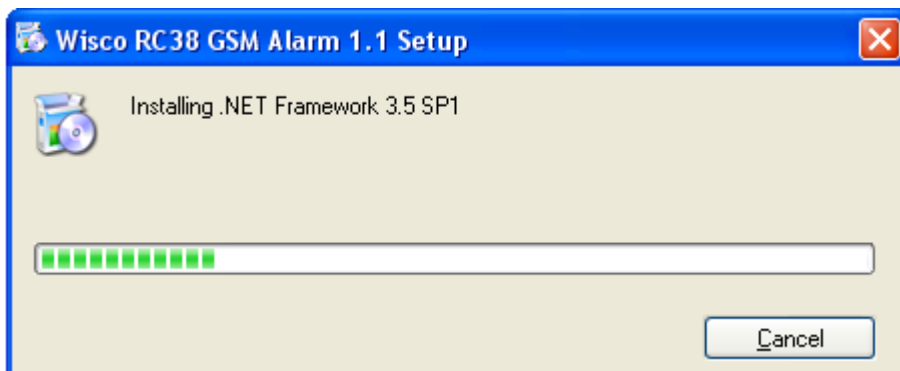 Wisco RC38 GSM Alarm 1.1 Setup
Installing .NET Framework 3.5 SP1
Cancel